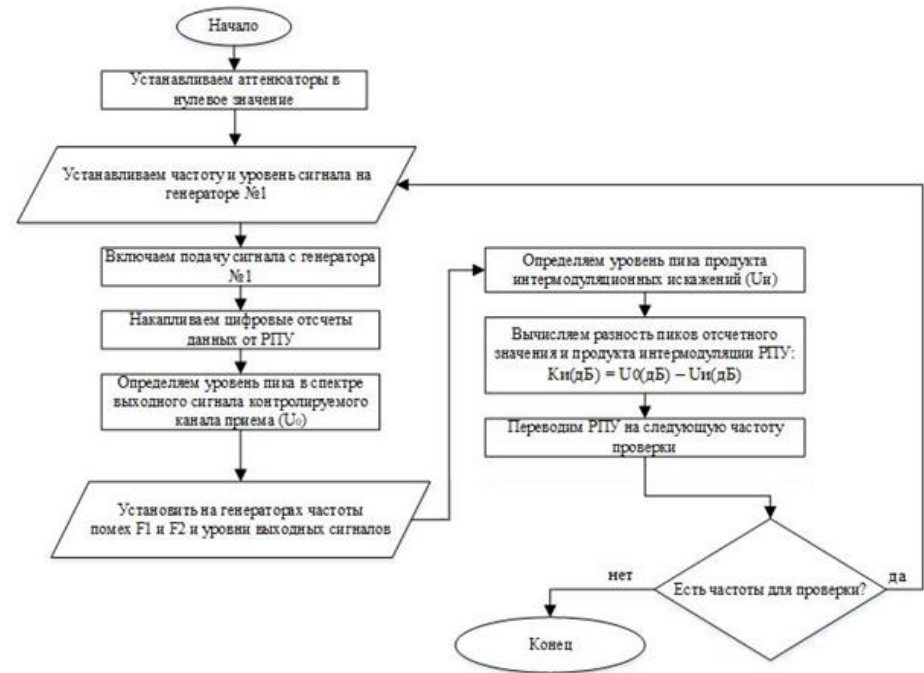 Начало
Устанавливаем аттенюаторы в
нулевое значение
Устанавливаем частоту и уровень сигнала на
генераторе №1
Включаем подачу сигнала с генератора
№1
Накапливаем цифровые отсчеты
данных от РПУ
Определяем уровень пика в спектре
выходного сигнала контролируемого
канала приема (U₀)
Установить на генераторах частоты
помех F1 и F2 и уровни выходных сигналов
Определяем уровень пика продукта
интермодуляционных искажений (Uи)
Вычисляем разность пиков отсчетного
значения и продукта интермодуляции РПУ:
Kи(дБ) = U0(дБ) – Uи(дБ)
Переводим РПУ на следующую частоту
проверки
Есть частоты для проверки?
нет
да
Конец